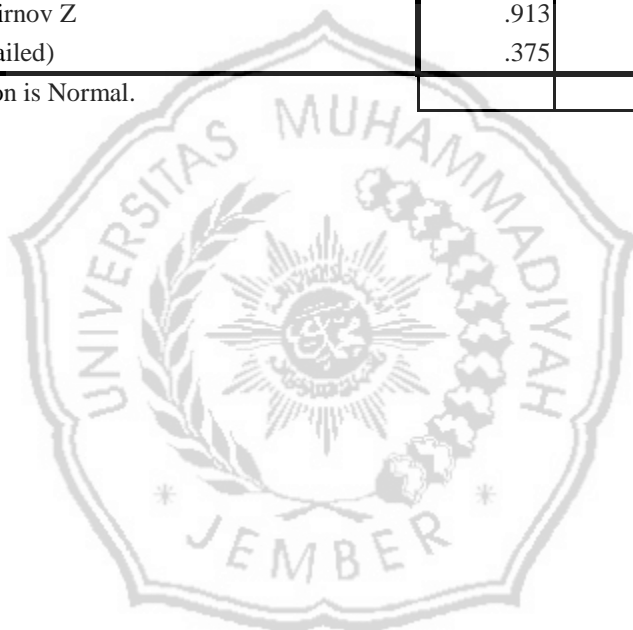 irnov Z .913
ailed) .375
on is Normal.
UNIVERSITAS MUHAMMADIYAH
JEMBER